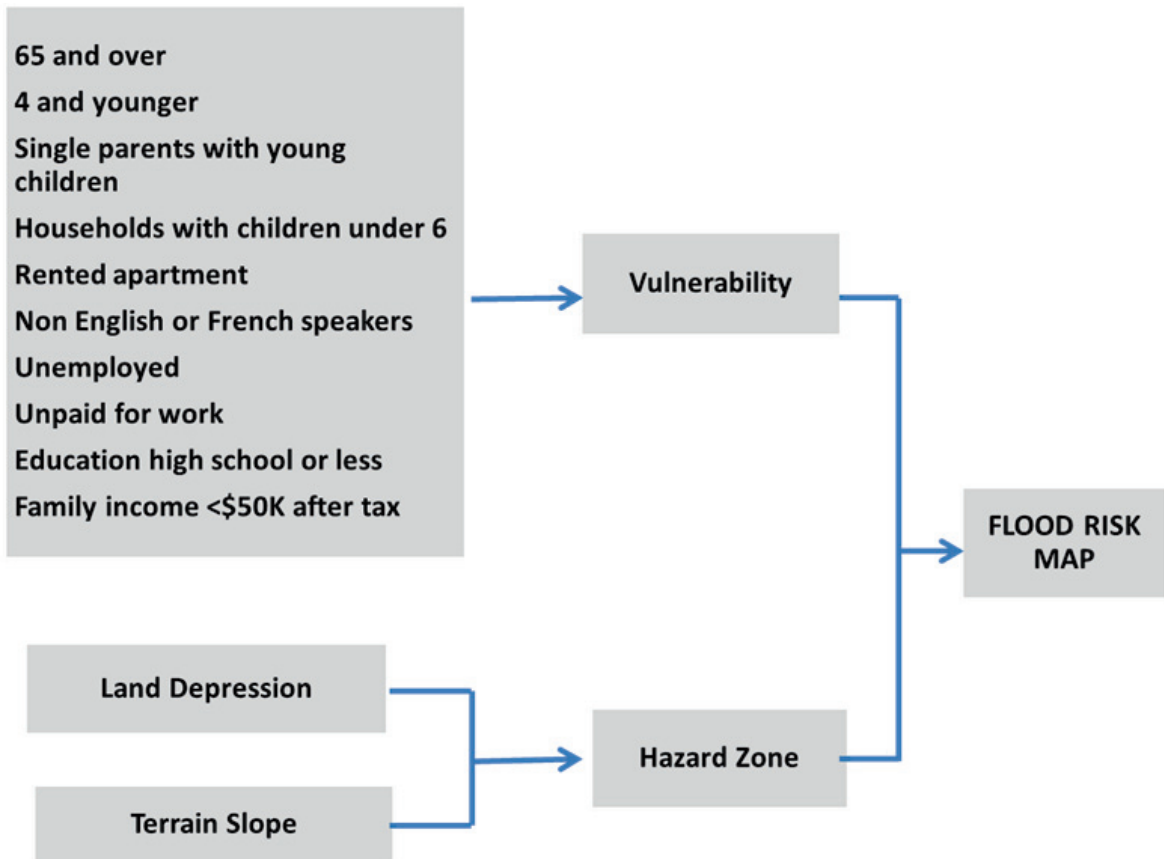 65 and over
4 and younger
Single parents with young
children
Households with children under 6
Rented apartment
Non English or French speakers
Unemployed
Unpaid for work
Education high school or less
Family income <$50K after tax
Vulnerability
FLOOD RISK
MAP
Land Depression
Hazard Zone
Terrain Slope